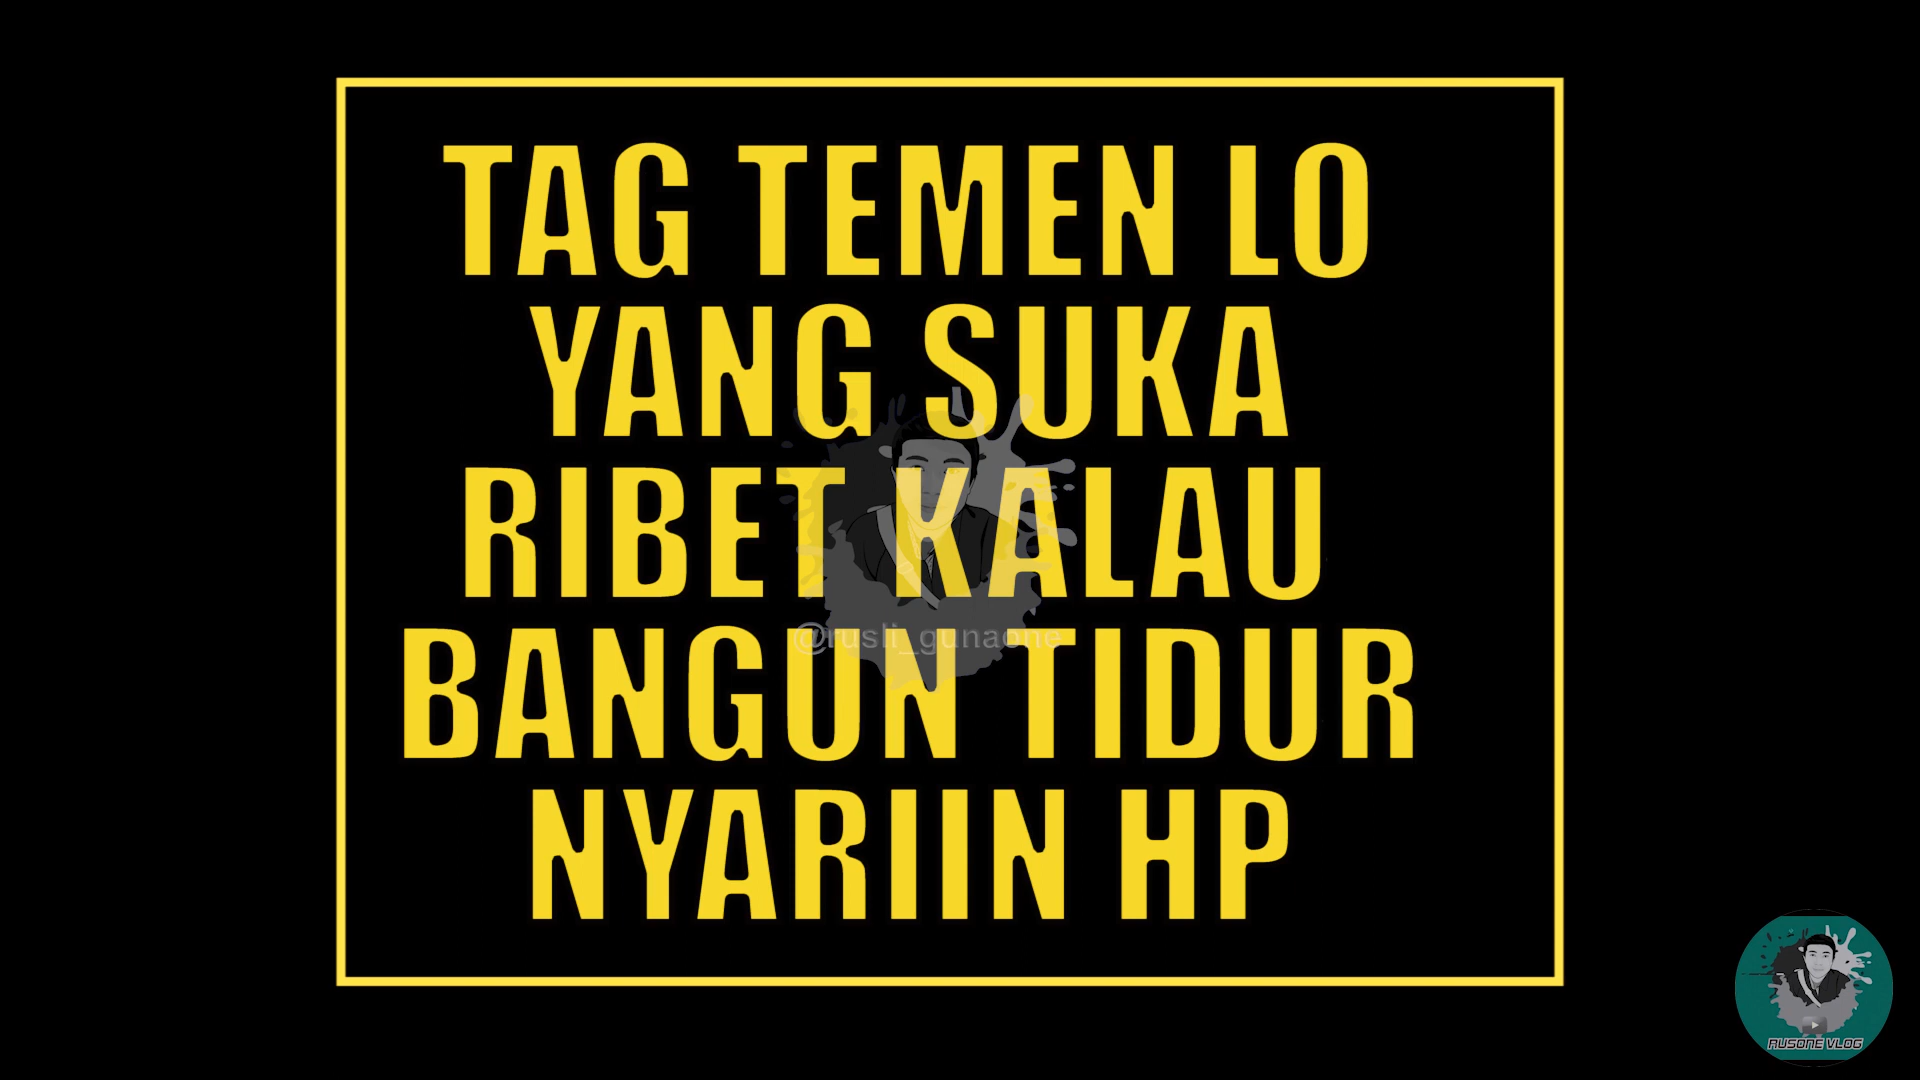 TAG TEMEN LO
YANG SUKA
RIBET KALAU
BANGUN TIDUR
NYARIIN HP
@rusli_gunaone
RUSONE VLOG